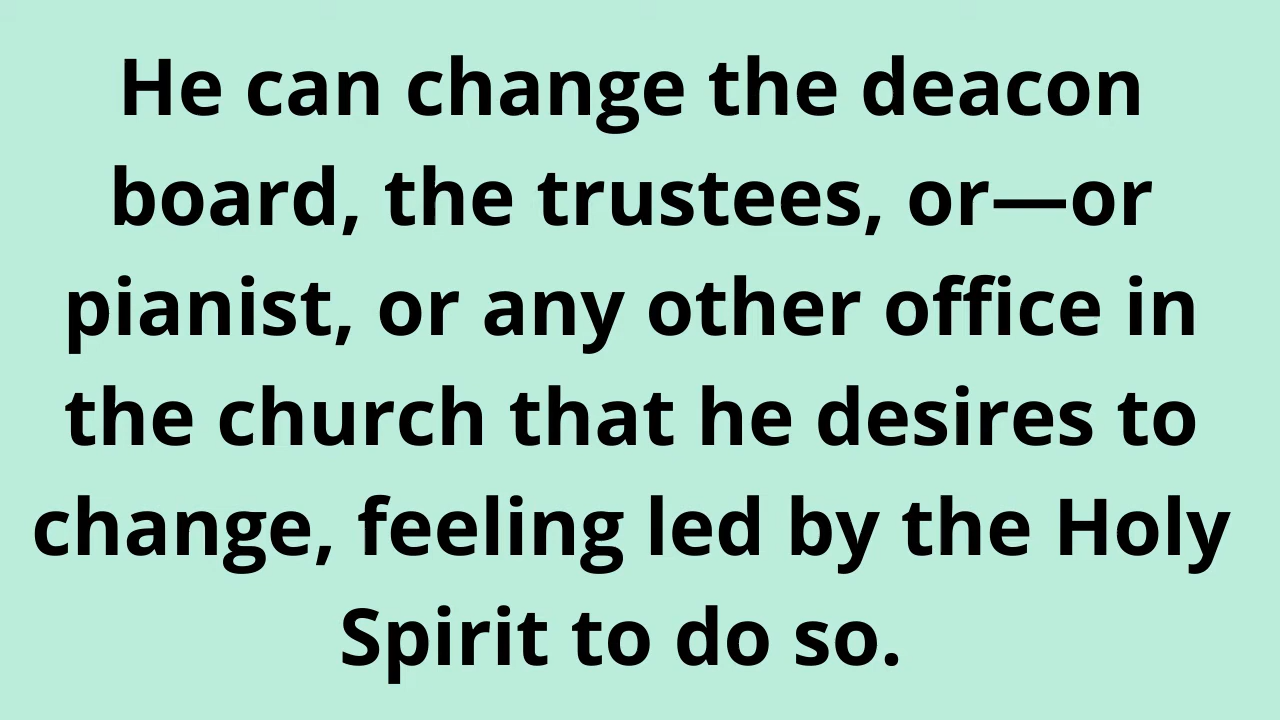 He can change the deacon
board, the trustees, or—or
pianist, or any other office in
the church that he desires to
change, feeling led by the Holy
Spirit to do so.